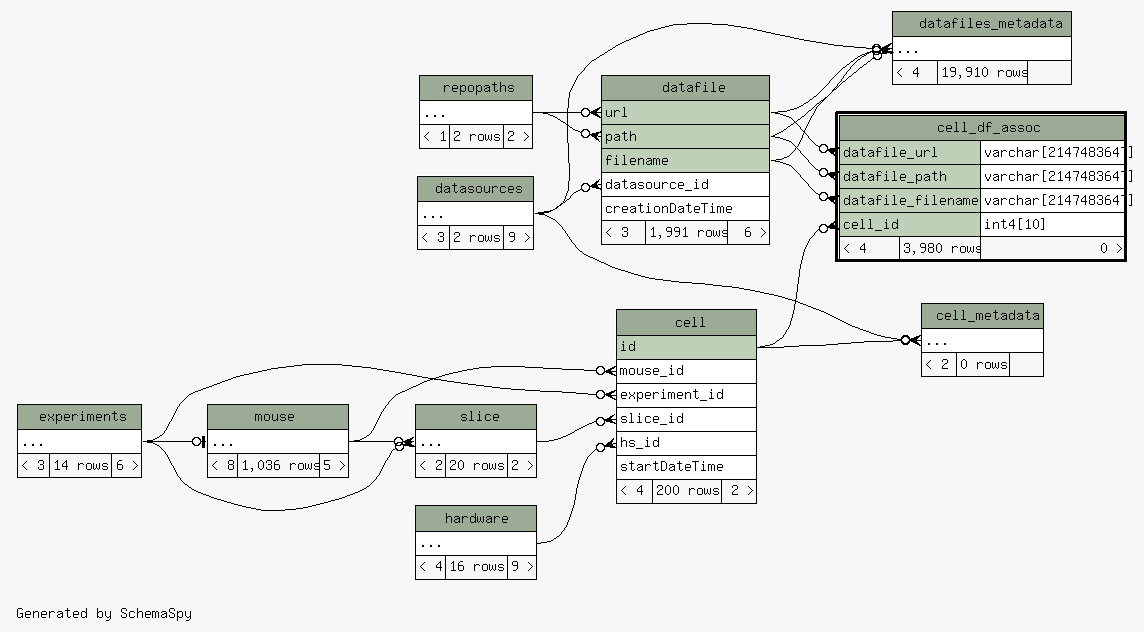 datafiles_metadata
...
< 4 19,910 rows
repopaths
...
< 1 2 rows 2 >
datafile
url
path
filename
datasource_id
creationDateTime
< 3 1,991 rows 6 >
cell_df_assoc
datafile_url varchar[2147483647]
datafile_path varchar[2147483647]
datafile_filename varchar[2147483647]
cell_id int4[10]
< 4 3,980 rows 0 >
datasources
...
< 3 2 rows 9 >
cell
id
mouse_id
experiment_id
slice_id
hs_id
startDateTime
< 4 200 rows 2 >
cell_metadata
...
< 2 0 rows
experiments
...
< 3 14 rows 6 >
mouse
...
< 8 1,036 rows 5 >
slice
...
< 2 20 rows 2 >
hardware
...
< 4 16 rows 9 >
Generated by SchemaSpy